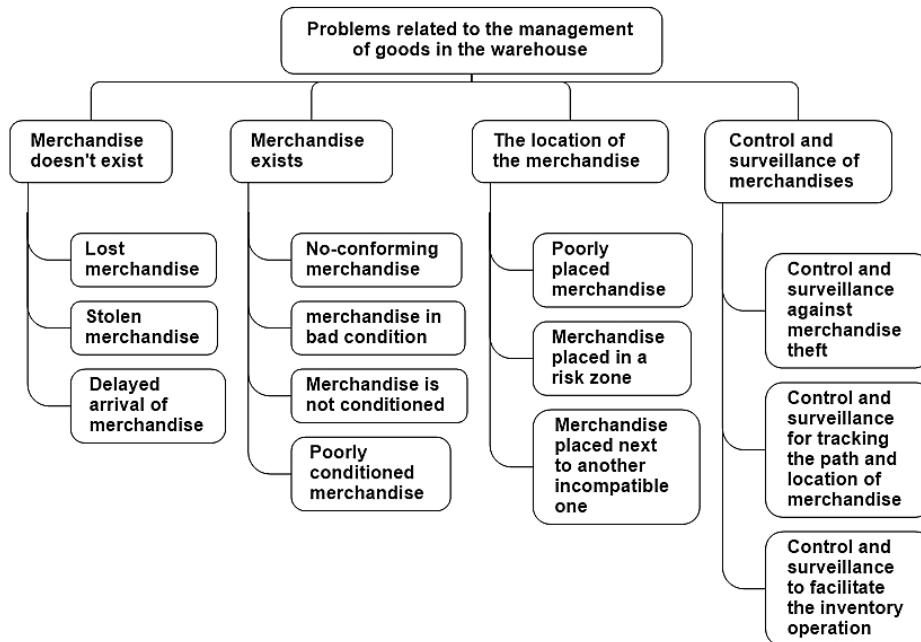 Problems related to the management
of goods in the warehouse
Merchandise
doesn't exist
Lost
merchandise
Stolen
merchandise
Delayed
arrival of
merchandise
Merchandise
exists
No-conforming
merchandise
merchandise in
bad condition
Merchandise is
not conditioned
Poorly
conditioned
merchandise
The location of
the merchandise
Poorly
placed
merchandise
Merchandise
placed in a
risk zone
Merchandise
placed next
to another
incompatible
one
Control and
surveillance of
merchandises
Control and
surveillance
against
merchandise
theft
Control and
surveillance
for tracking
the path and
location of
merchandise
Control and
surveillance
to facilitate
the inventory
operation